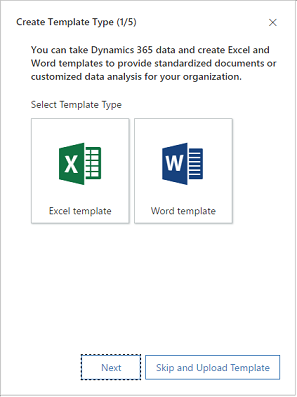 Create Template Type (1/5)
You can take Dynamics 365 data and create Excel and
Word templates to provide standardized documents or
customized data analysis for your organization.
Select Template Type
X
W
Excel template
Word template
Next
Skip and Upload Template